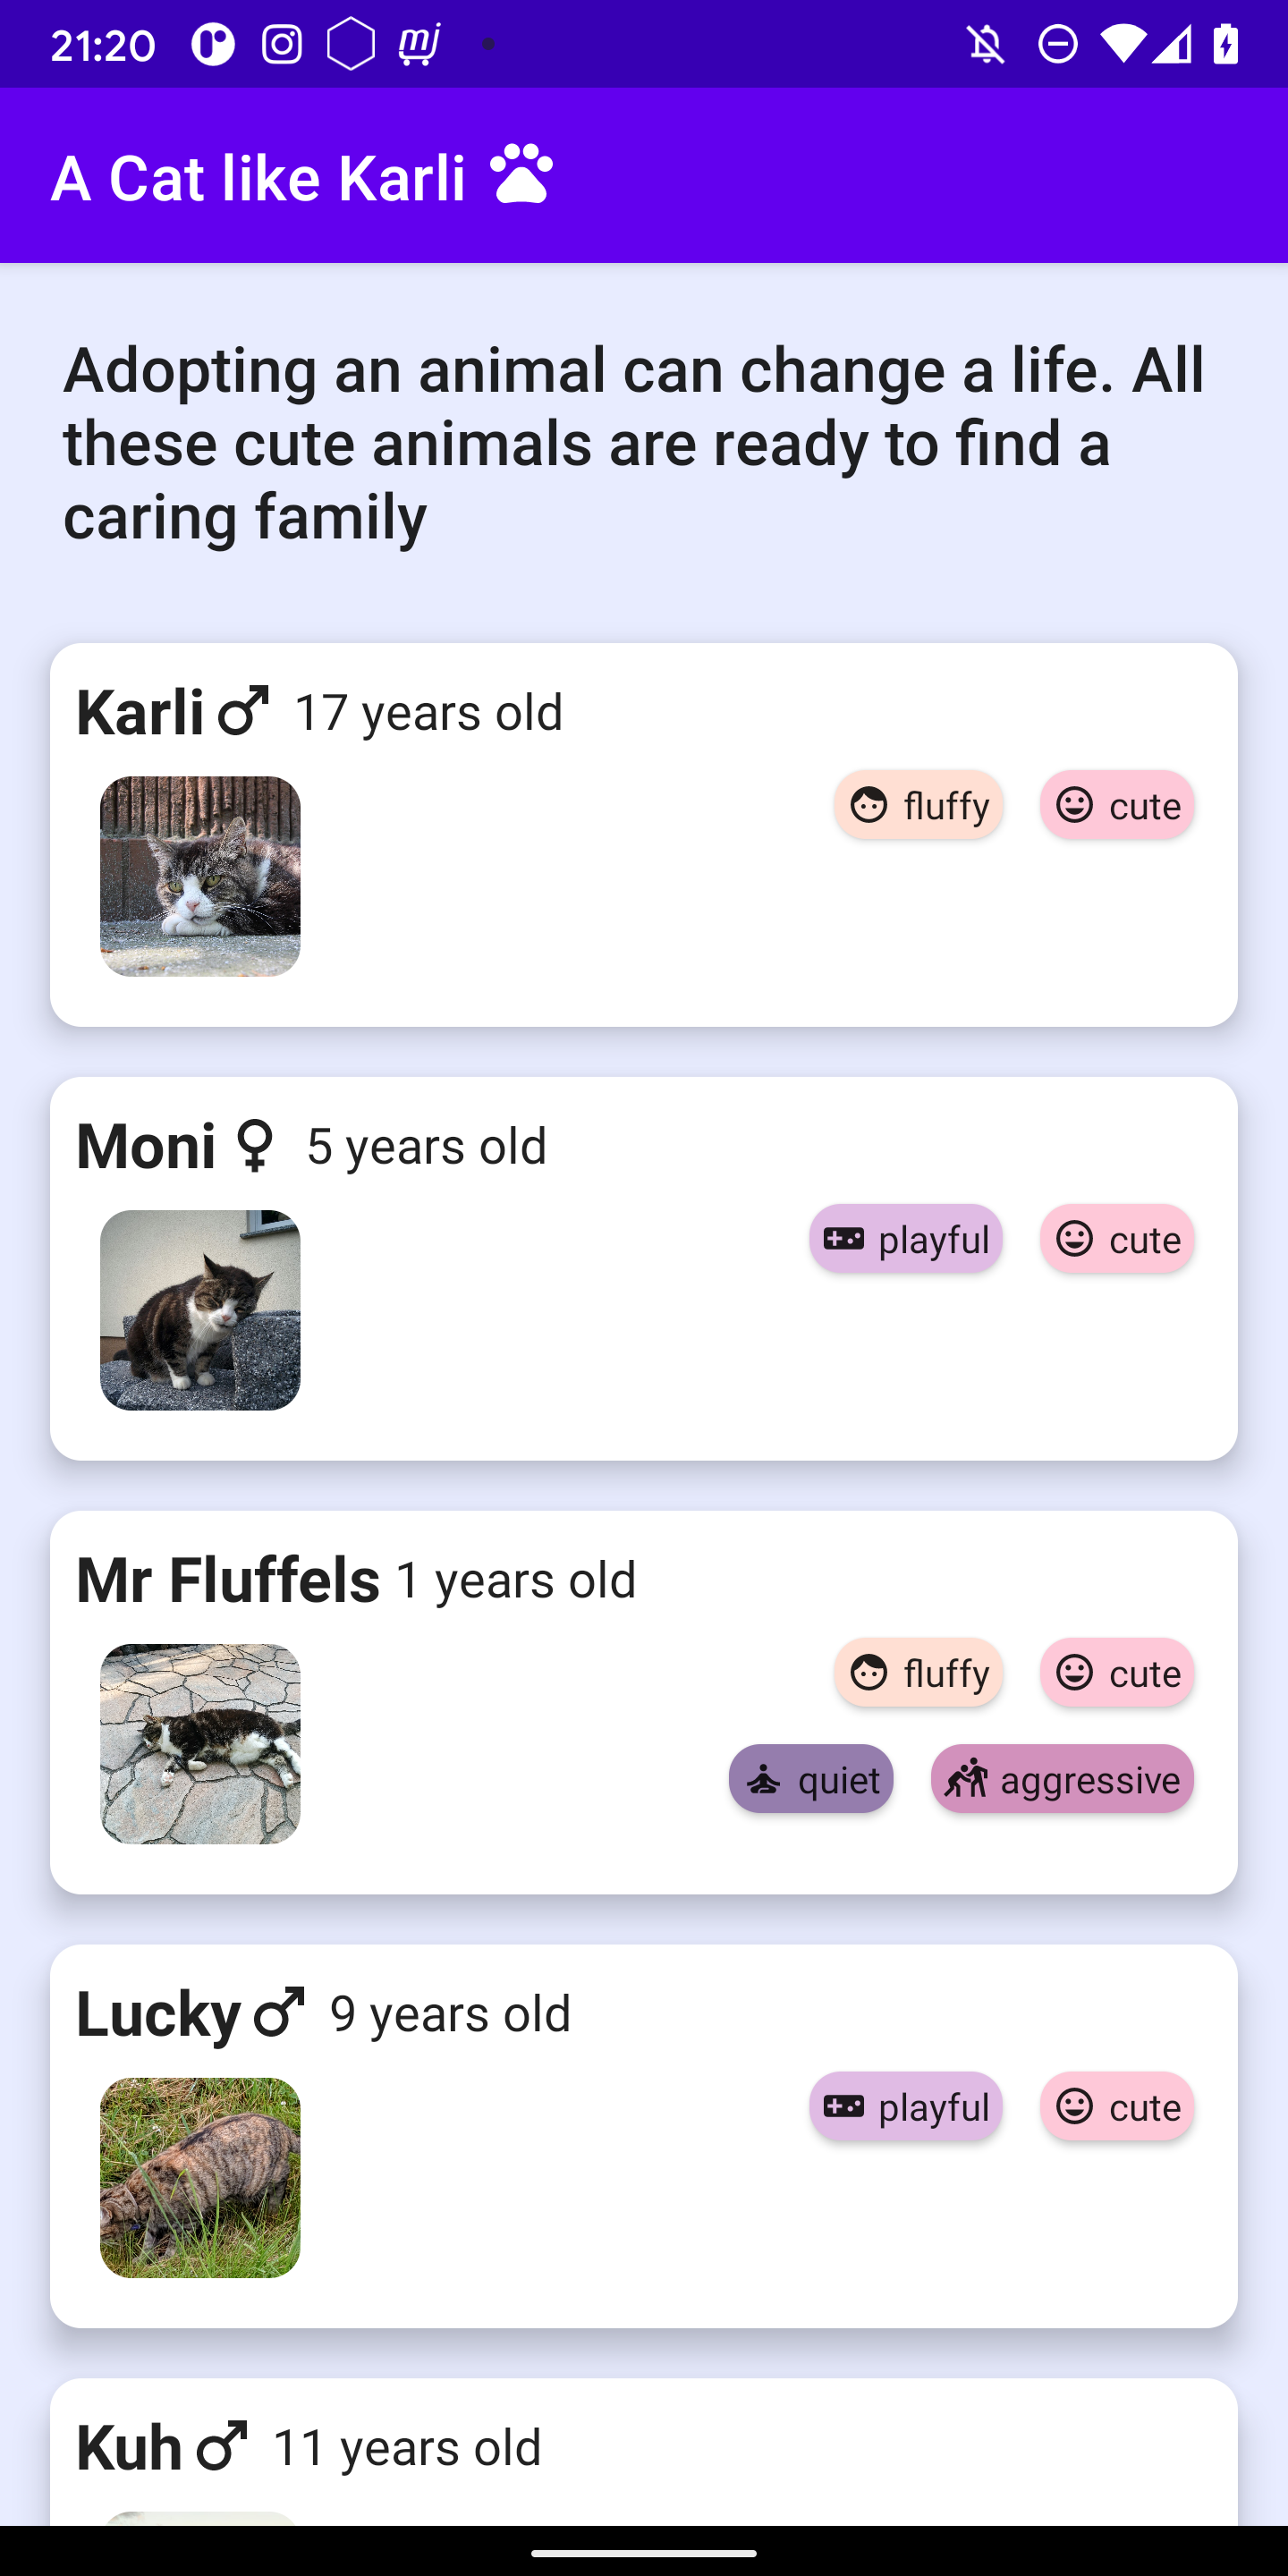 21:20 mj
A Cat like Karli
Adopting an animal can change a life. All
these cute animals are ready to find a
caring family
Karli 17 years old
fluffy cute
Moni 5 years old
playful cute
Mr Fluffels 1 years old
fluffy cute
quiet aggressive
Lucky 9 years old
playful cute
Kuh 11 years old